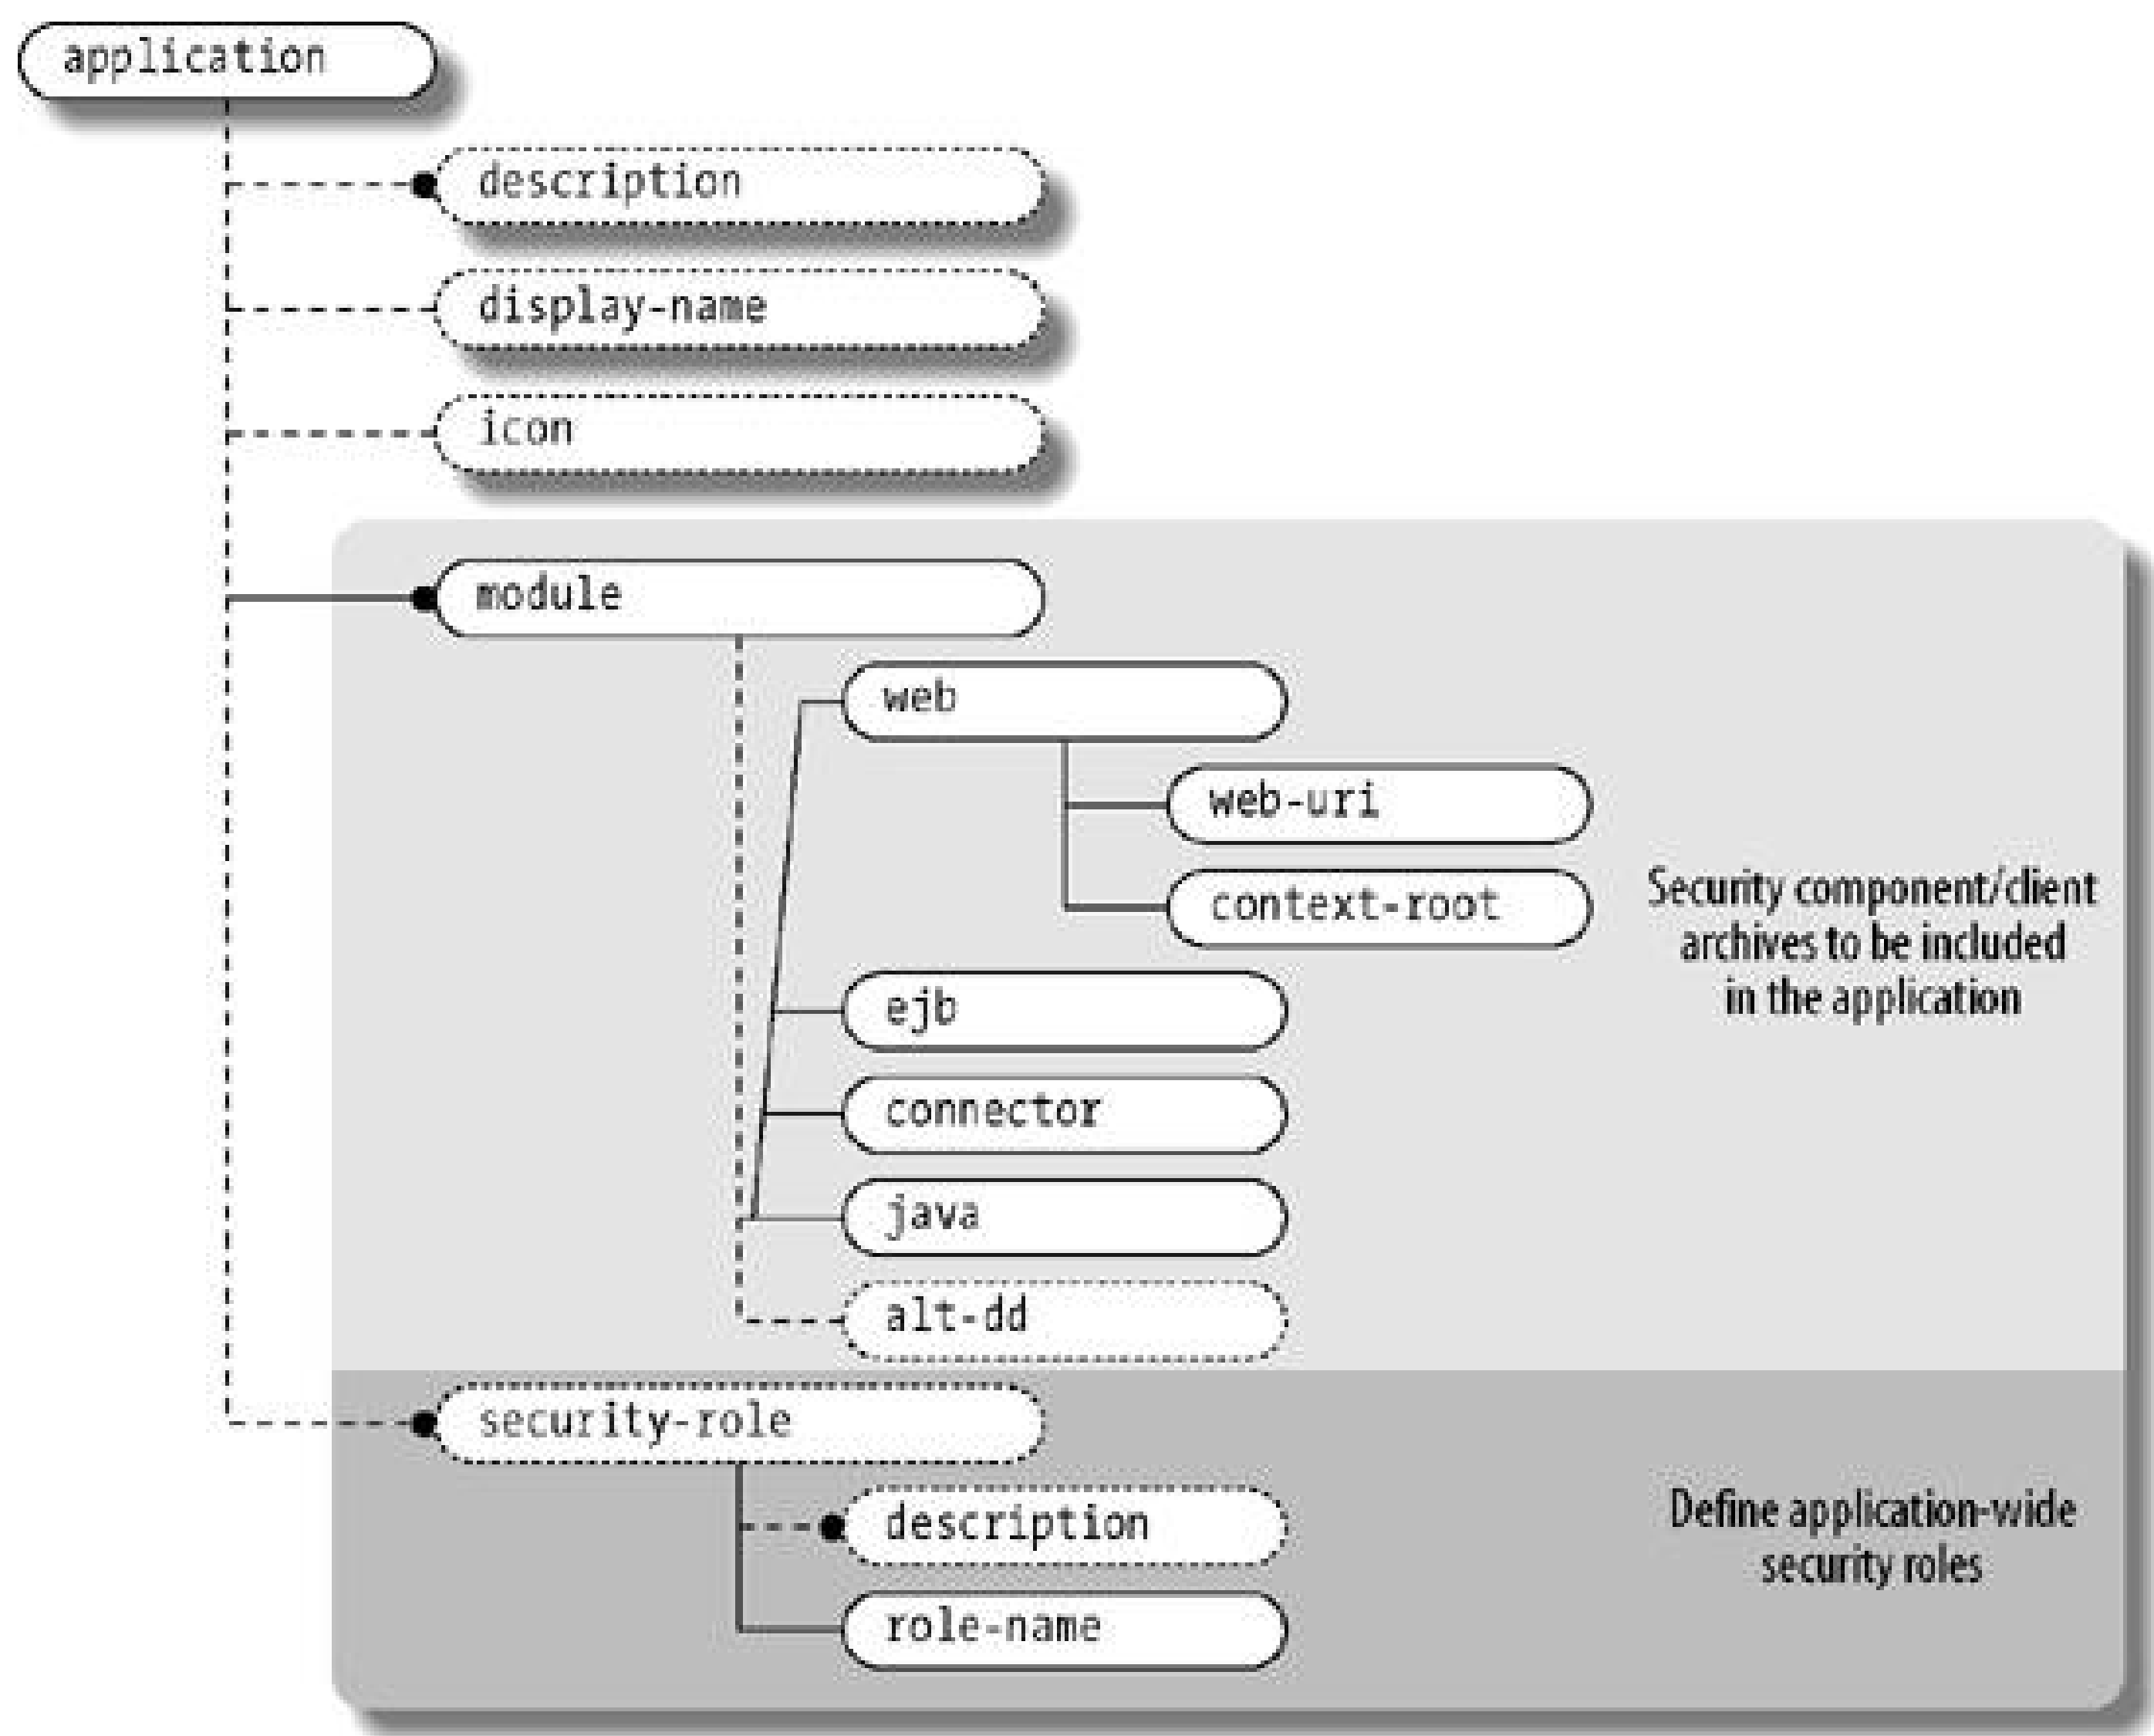 application
description
display-name
icon
module
web
web-uri
context-root
Security component/client
archives to be included
in the application
ejb
connector
java
alt-dd
security-role
description
Define application-wide
security roles
role-name